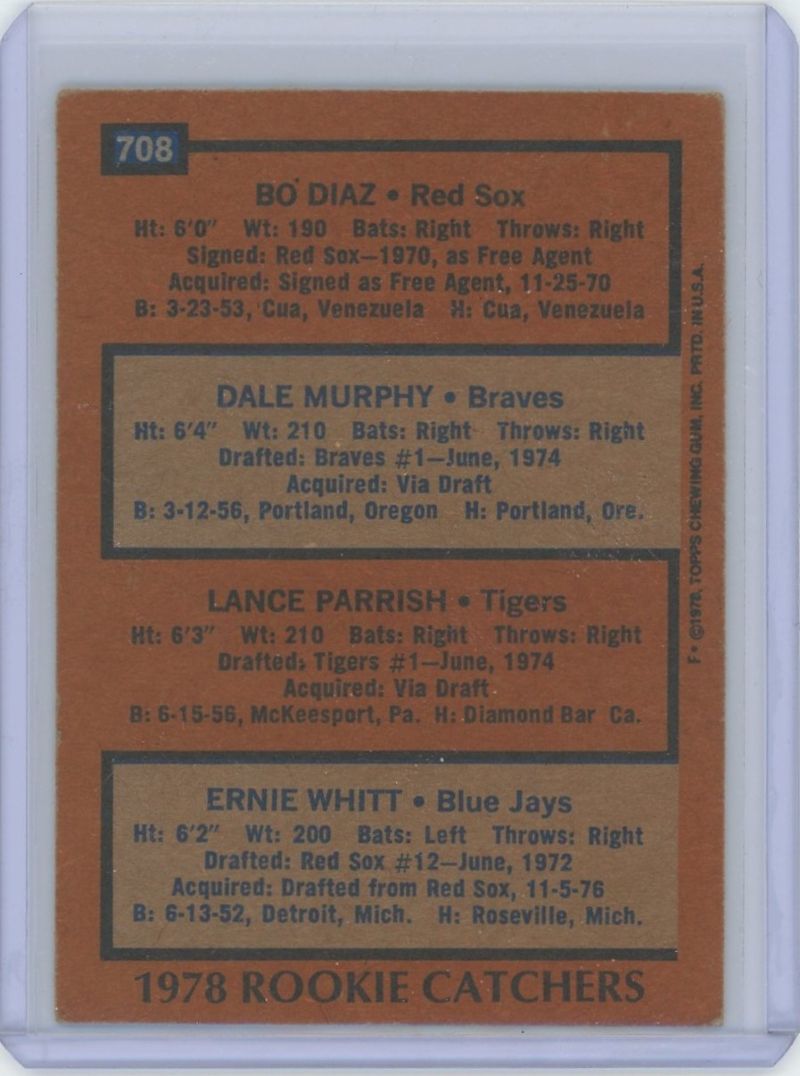 708
BO DIAZ • Red Sox
Ht: 6'0" Wt: 190 Bats: Right Throws: Right
Signed: Red Sox—1970, as Free Agent
Acquired: Signed as Free Agent, 11-25-70
B: 3-23-53, Cua, Venezuela H: Cua, Venezuela
DALE MURPHY • Braves
Ht: 6'4" Wt: 210 Bats: Right Throws: Right
Drafted: Braves #1—June, 1974
Acquired: Via Draft
B: 3-12-56, Portland, Oregon H: Portland, Ore.
LANCE PARRISH • Tigers
Ht: 6'3" Wt: 210 Bats: Right Throws: Right
Drafted: Tigers #1—June, 1974
Acquired: Via Draft
B: 6-15-56, McKeesport, Pa. H: Diamond Bar Ca.
ERNIE WHITT • Blue Jays
Ht: 6'2" Wt: 200 Bats: Left Throws: Right
Drafted: Red Sox #12—June, 1972
Acquired: Drafted from Red Sox, 11-5-76
B: 6-13-52, Detroit, Mich. H: Roseville, Mich.
1978 ROOKIE CATCHERS
F• ©1978, TOPPS CHEWING GUM, INC. PRTD. IN U.S.A.